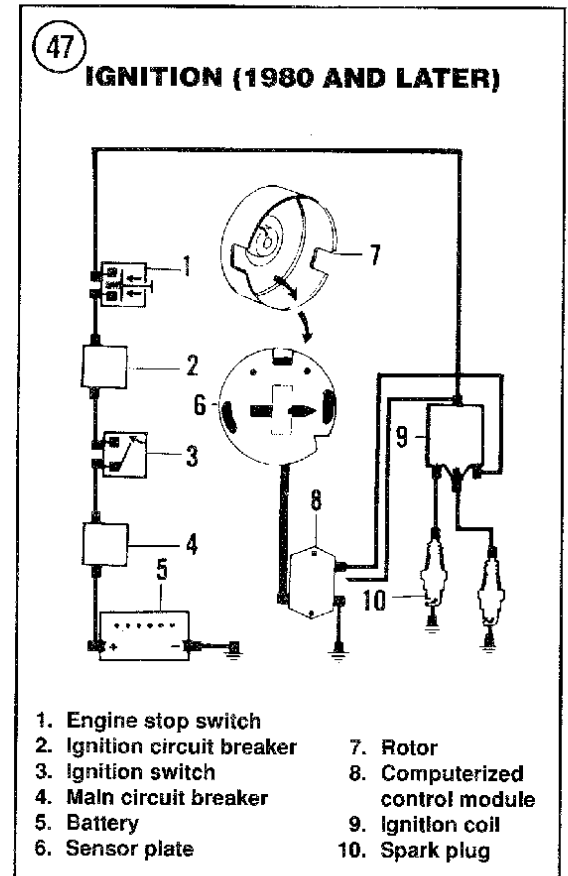 47
IGNITION (1980 AND LATER)
1
2
3
4
5
+
−
6
7
8
9
10
1. Engine stop switch
2. Ignition circuit breaker
3. Ignition switch
4. Main circuit breaker
5. Battery
6. Sensor plate
7. Rotor
8. Computerized
control module
9. Ignition coil
10. Spark plug